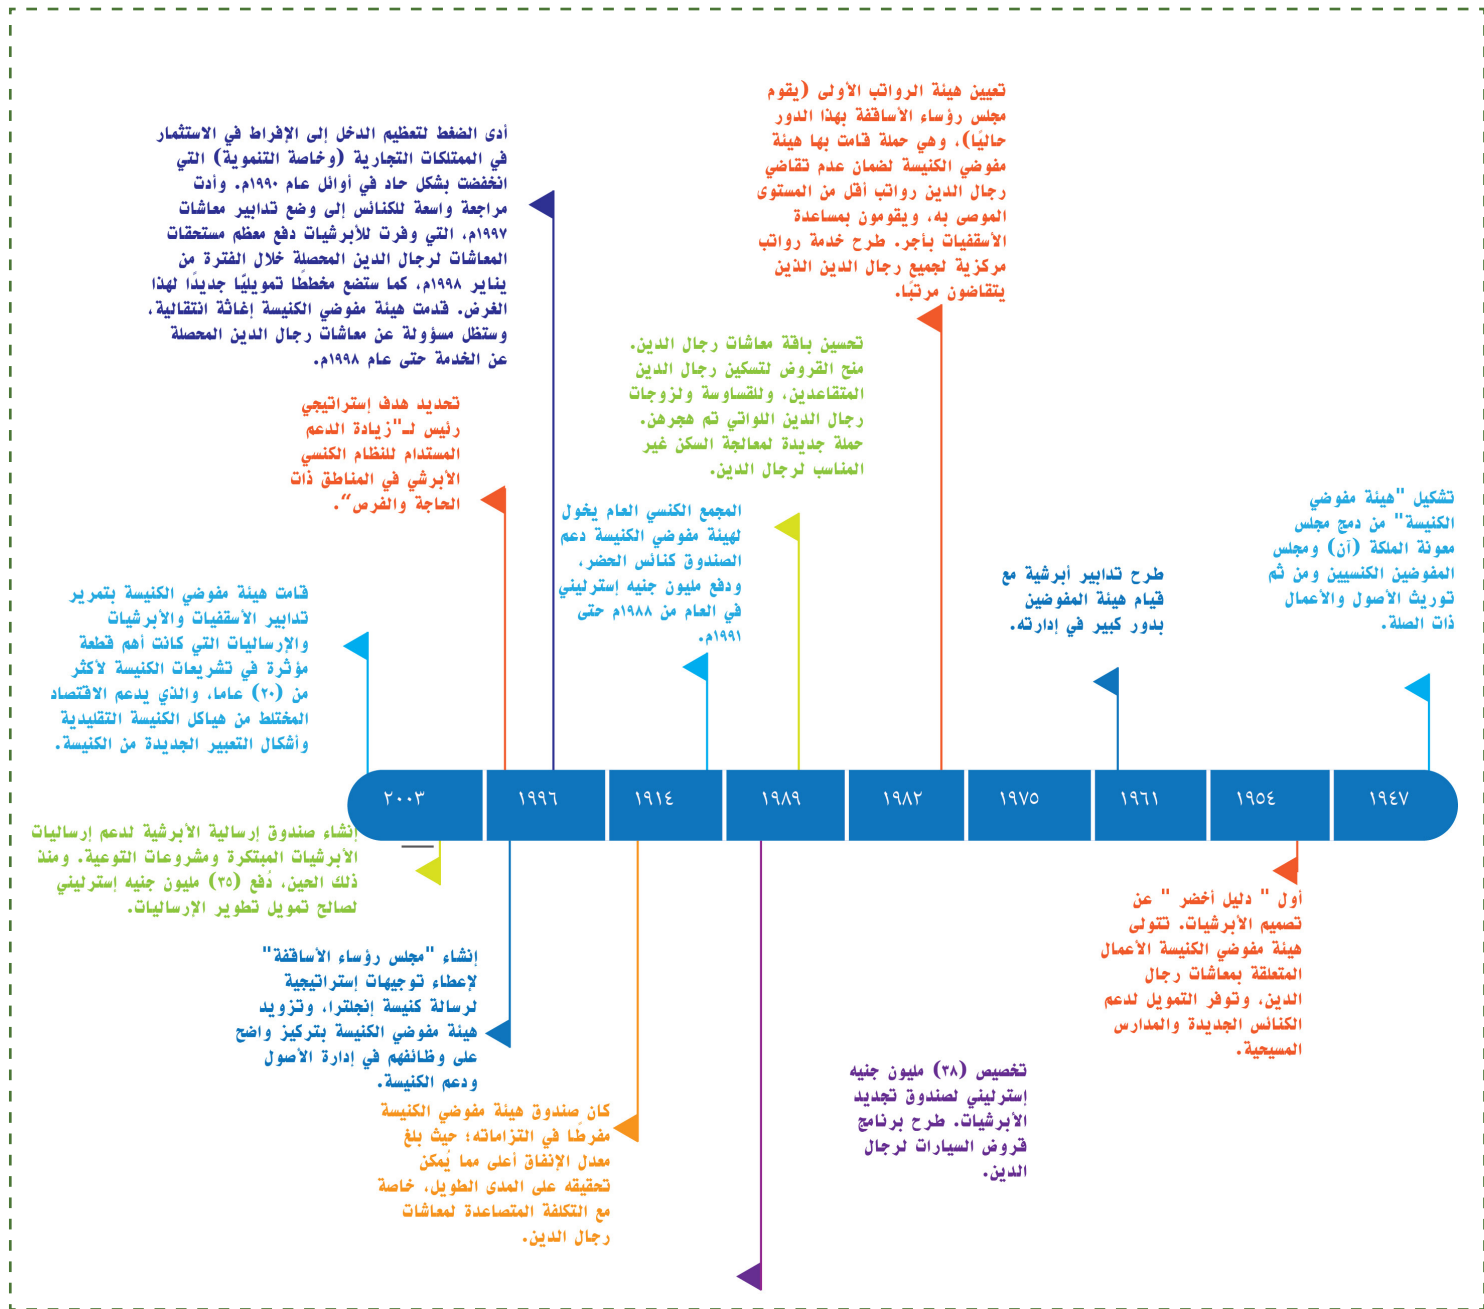 تعيين هيئة الرواتب الأولى (يقوم
مجلس رؤساء الأساقفة بهذا الدور
حاليًا)، وهي حملة قامت بها هيئة
مفوضي الكنيسة لضمان عدم تقاضي
رجال الدين رواتب أقل من المستوى
الموصى به، ويقومون بمساعدة
الأسقفيات بأجر. طرح خدمة رواتب
مركزية لجميع رجال الدين الذين
يتقاضون مرتبًا.
أدى الضغط لتعظيم الدخل إلى الإفراط في الاستثمار
في الممتلكات التجارية (وخاصة التنموية) التي
انخفضت بشكل حاد في أوائل عام ١٩٩٠م. وأدت
مراجعة واسعة للكنائس إلى وضع تدابير معاشات
١٩٩٧م، التي وفرت للأبرشيات دفع معظم مستحقات
المعاشات لرجال الدين المحصلة خلال الفترة من
يناير ١٩٩٨م، كما ستضع مخططًا تمويليًا جديدًا لهذا
الغرض. قدمت هيئة مفوضي الكنيسة إغاثة انتقالية،
وستظل مسؤولة عن معاشات رجال الدين المحصلة
عن الخدمة حتى عام ١٩٩٨م.
تحسين باقة معاشات رجال الدين.
منح القروض لتسكين رجال الدين
المتقاعدين، وللقساوسة ولزوجات
رجال الدين اللواتي تم هجرهن.
حملة جديدة لمعالجة السكن غير
المناسب لرجال الدين.
تحديد هدف إستراتيجي
رئيس لـ"زيادة الدعم
المستدام للنظام الكنسي
الأبرشي في المناطق ذات
الحاجة والفرص“.
تشكيل "هيئة مفوضي
الكنيسة" من دمج مجلس
معونة الملكة (آن) ومجلس
المفوضين الكنسيين ومن ثم
توريث الأصول والأعمال
ذات الصلة.
المجمع الكنسي العام يخول
لهيئة مفوضي الكنيسة دعم
الصندوق كنائس الحضر،
ودفع مليون جنيه إسترليني
في العام من ١٩٨٨م حتى
١٩٩١م.
طرح تدابير أبرشية مع
قيام هيئة المفوضين
بدور كبير في إدارته.
قامت هيئة مفوضي الكنيسة بتمرير
تدابير الأسقفيات والأبرشيات
والإرساليات التي كانت أهم قطعة
مؤثرة في تشريعات الكنيسة لأكثر
من (٢٠) عاما، والذي يدعم الاقتصاد
المختلط من هياكل الكنيسة التقليدية
وأشكال التعبير الجديدة من الكنيسة.
١٩٤٧
١٩٥٤
١٩٦١
١٩٧٥
١٩٨٢
١٩٨٩
١٩١٤
١٩٩٦
٢٠٠٣
إنشاء صندوق إرسالية الأبرشية لدعم إرساليات
الأبرشيات المبتكرة ومشروعات التوعية. ومنذ
ذلك الحين، دُفع (٣٥) مليون جنيه إسترليني
لصالح تمويل تطوير الإرساليات.
أول " دليل أخضر " عن
تصميم الأبرشيات. تتولى
هيئة مفوضي الكنيسة الأعمال
المتعلقة بمعاشات رجال
الدين، وتوفر التمويل لدعم
الكنائس الجديدة والمدارس
المسيحية.
إنشاء "مجلس رؤساء الأساقفة"
لإعطاء توجيهات إستراتيجية
لرسالة كنيسة إنجلترا، وتزويد
هيئة مفوضي الكنيسة بتركيز واضح
على وظائفهم في إدارة الأصول
ودعم الكنيسة.
تخصيص (٣٨) مليون جنيه
إسترليني لصندوق تجديد
الأبرشيات. طرح برنامج
قروض السيارات لرجال
الدين.
كان صندوق هيئة مفوضي الكنيسة
مفرطًا في التزاماته؛ حيث بلغ
معدل الإنفاق أعلى مما يُمكن
تحقيقه على المدى الطويل، خاصة
مع التكلفة المتصاعدة لمعاشات
رجال الدين.